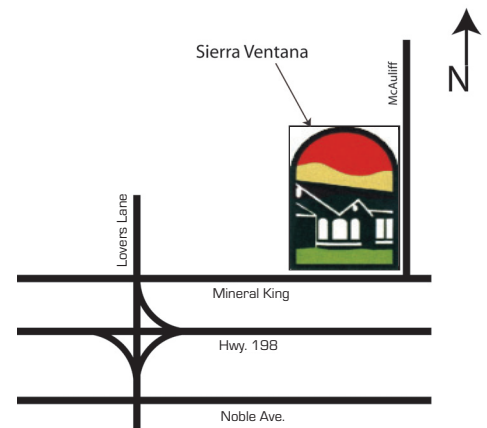 Sierra Ventana
McAuliff
N
Lovers Lane
Mineral King
Hwy. 198
Noble Ave.